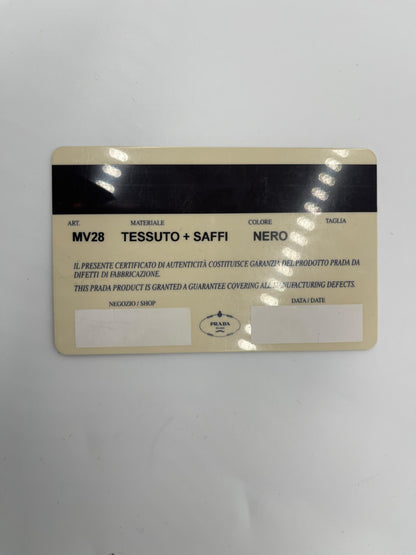 ART. MATERIALE COLORE TAGLIA
MV28 TESSUTO + SAFFI NERO
IL PRESENTE CERTIFICATO DI AUTENTICITÀ COSTITUISCE GARANZIA DEL PRODOTTO PRADA DA
DIFETTI DI FABBRICAZIONE.
THIS PRADA PRODUCT IS GRANTED A GUARANTEE COVERING ALL MANUFACTURING DEFECTS.
NEGOZIO / SHOP DATA / DATE
PRADA
MILANO